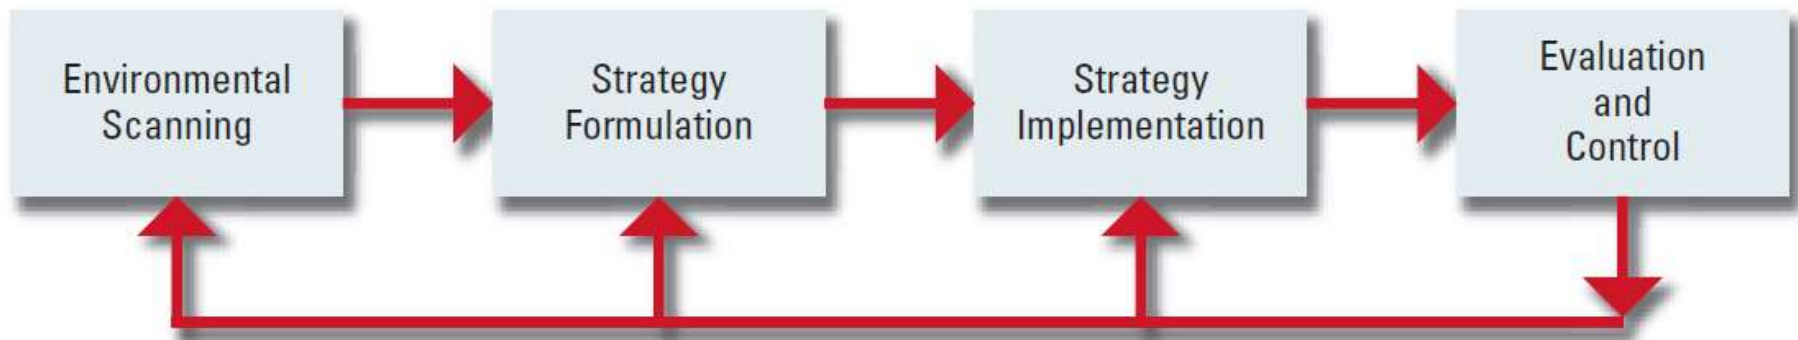 Environmental
Scanning
Strategy
Formulation
Strategy
Implementation
Evaluation
and
Control